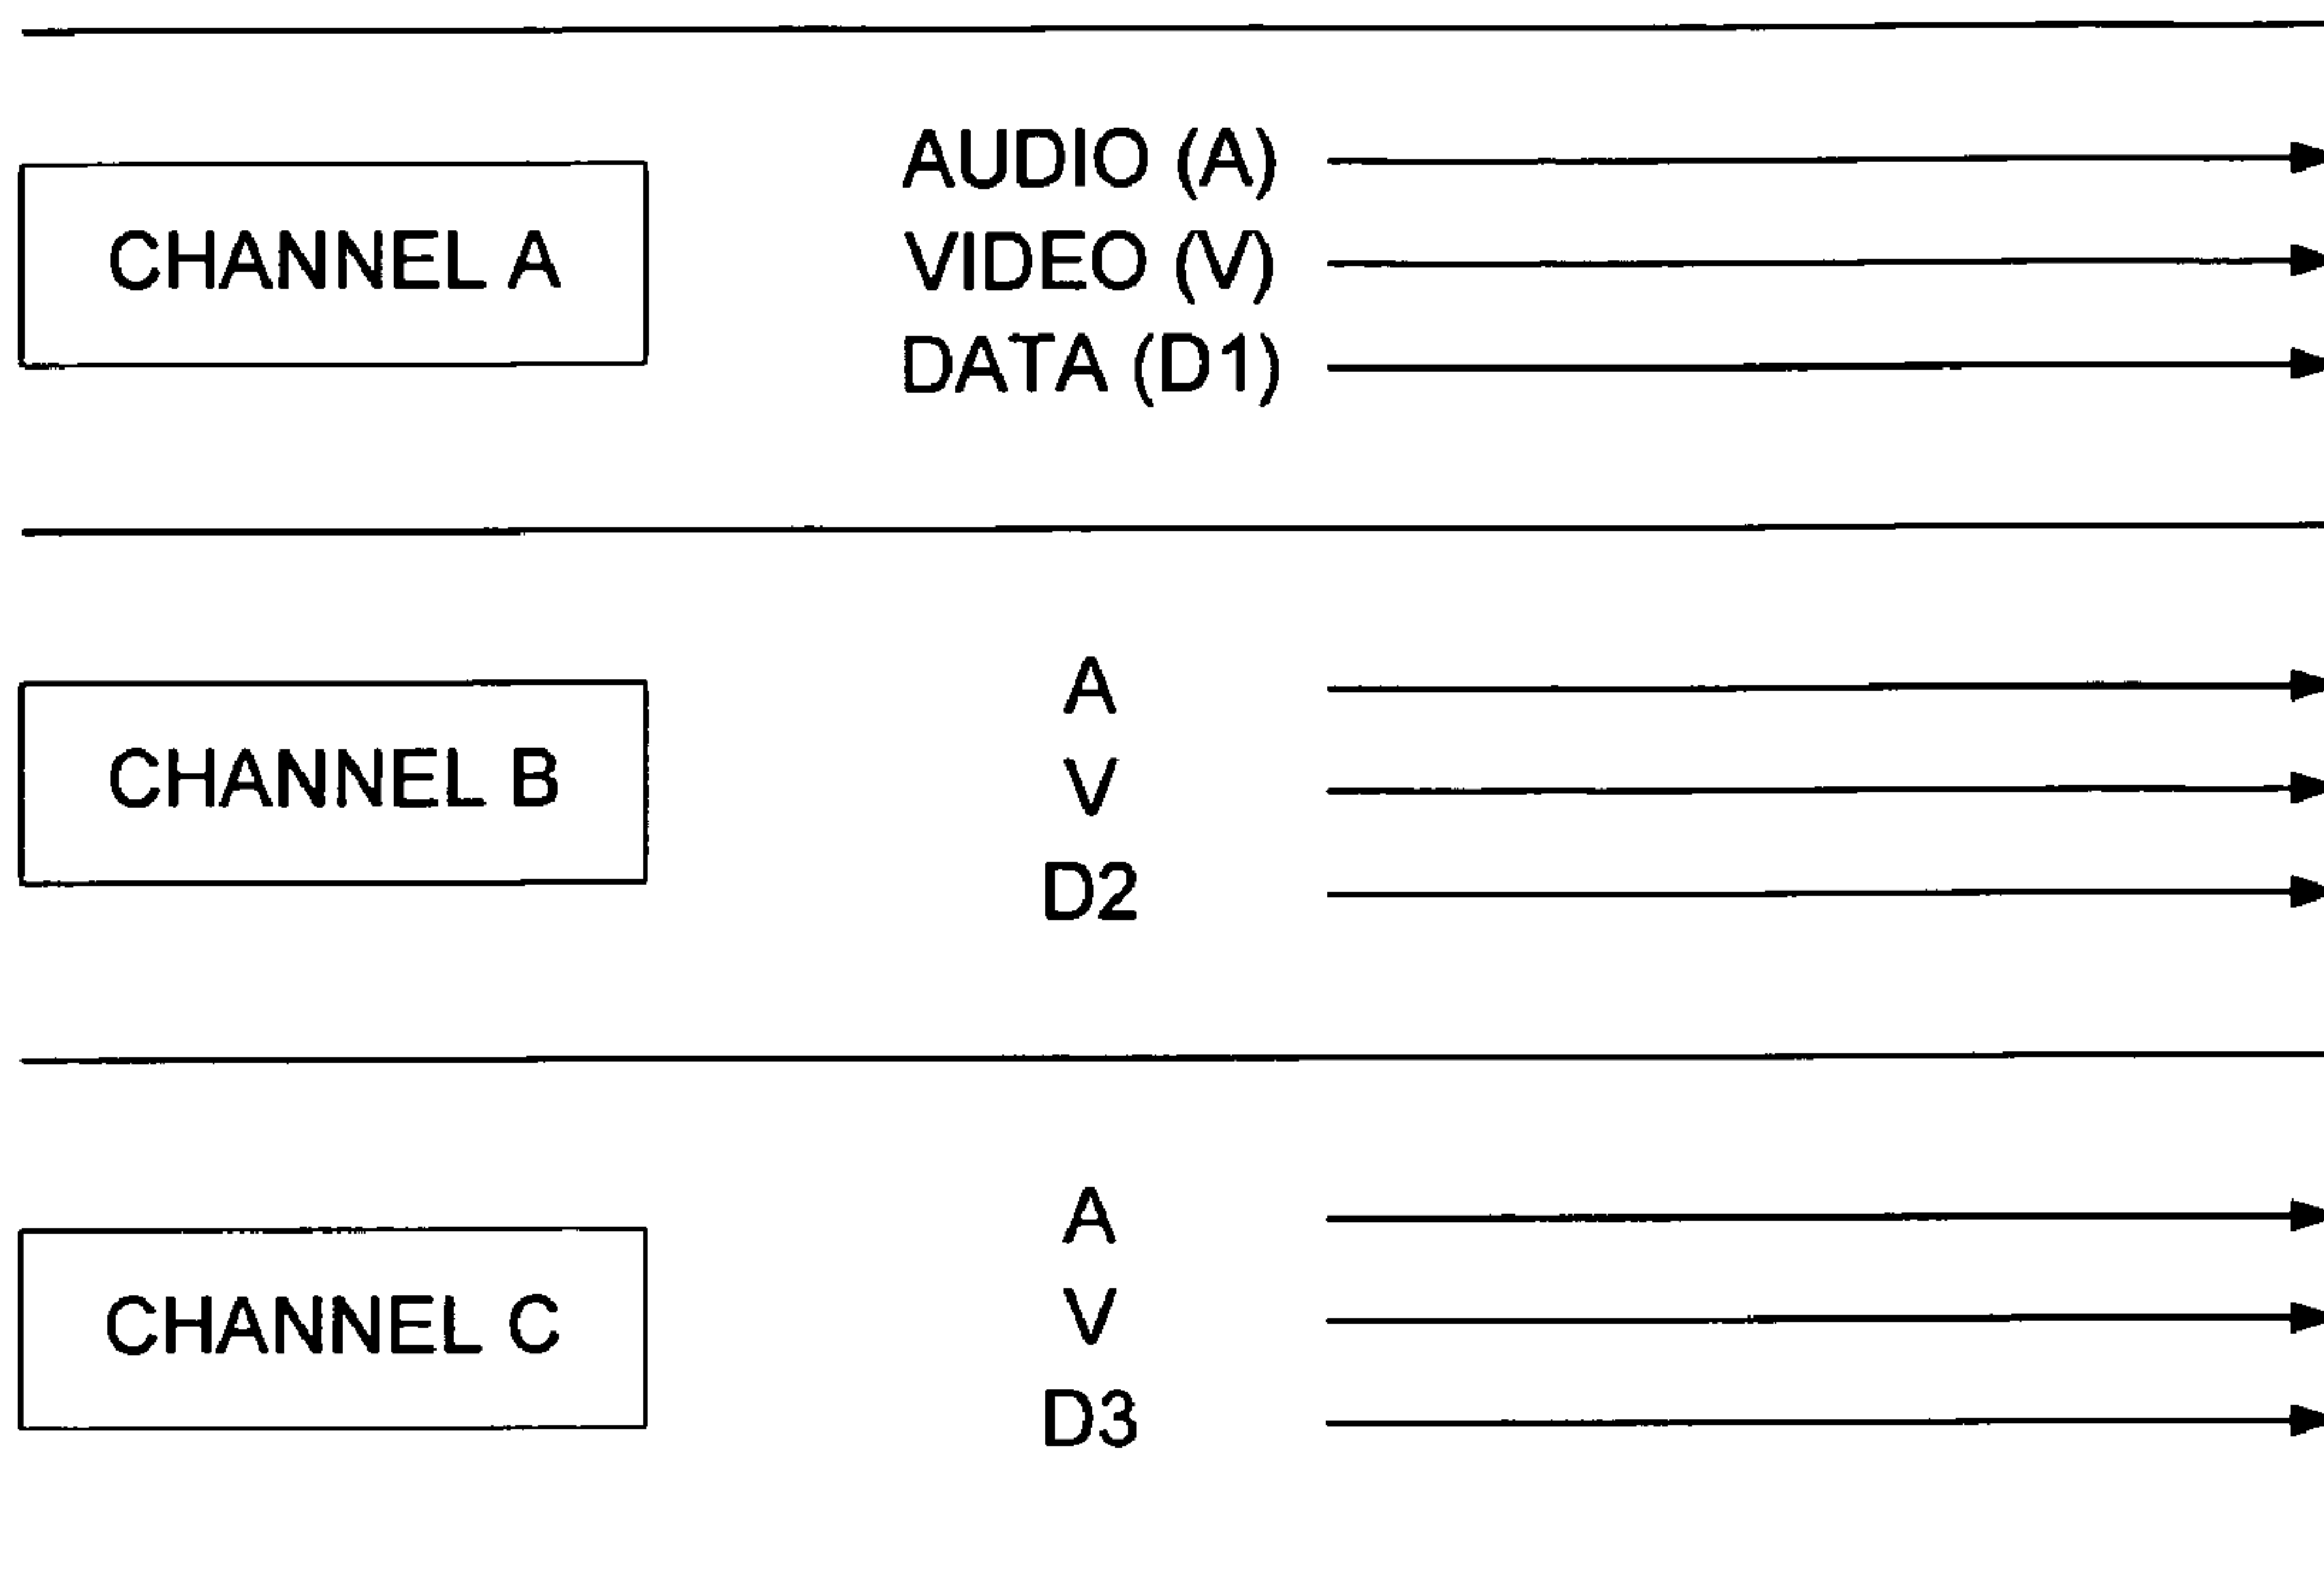 CHANNEL A
AUDIO (A)
VIDEO (V)
DATA (D1)
CHANNEL B
A
V
D2
CHANNEL C
A
V
D3